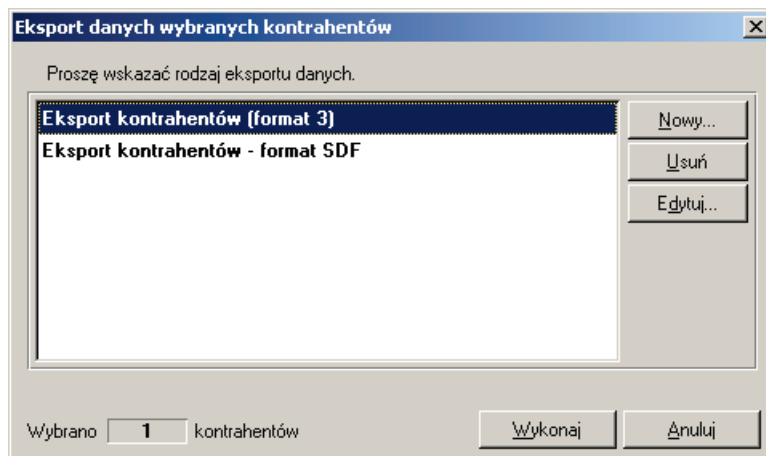 Eksport danych wybranych kontrahentów
Proszę wskazać rodzaj eksportu danych.
Eksport kontrahentów (format 3)
Eksport kontrahentów - format SDF
Nowy...
Usuń
Edytuj...
Wybrano 1 kontrahentów
Wykonaj
Anuluj